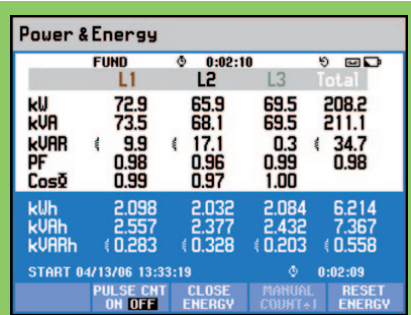 Power & Energy
FUND 0:02:10
L1 L2 L3 Total
kW 72.9 65.9 69.5 208.2
kVA 73.5 68.1 69.5 211.1
kVAR 9.9 17.1 0.3 34.7
PF 0.98 0.96 0.99 0.98
CosΦ 0.99 0.97 1.00
kWh 2.098 2.032 2.084 6.214
kVAh 2.557 2.377 2.432 7.367
kVARh 0.283 0.328 0.203 0.558
START 04/13/06 13:33:19 0:02:09
PULSE CNT ON OFF
CLOSE ENERGY
MANUAL COUNT+1
RESET ENERGY